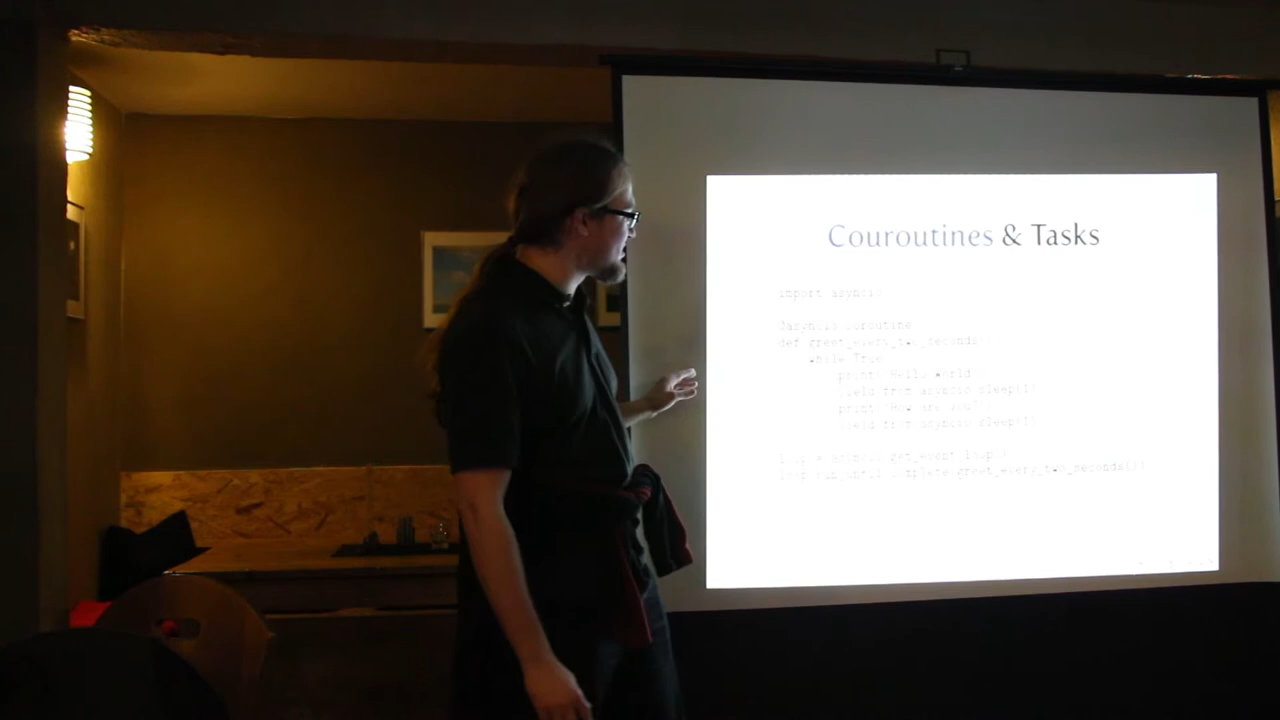 Couroutines & Tasks
import asyncio
@asyncio.coroutine
def greet_every_two_seconds():
while True:
print('Hello World')
yield from asyncio.sleep(1)
print('How are You?')
yield from asyncio.sleep(1)
loop = asyncio.get_event_loop()
loop.run_until_complete(greet_every_two_seconds())